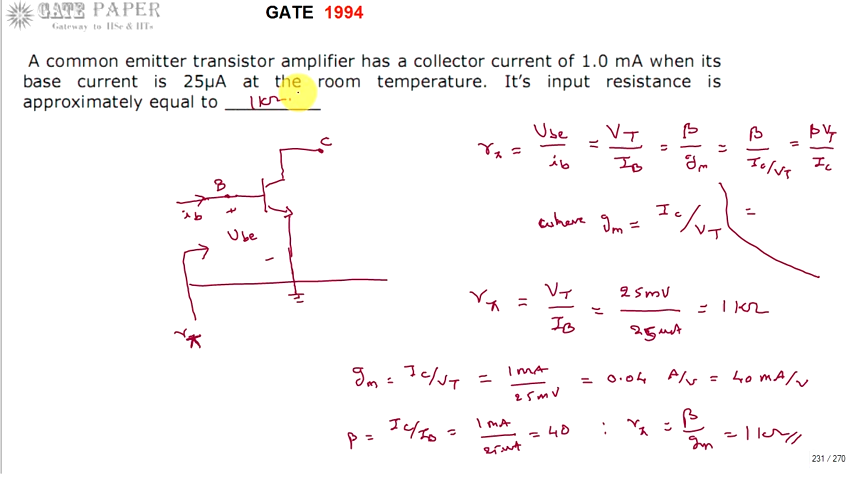 GATE PAPER
Gateway to IISc & IITs
GATE 1994
A common emitter transistor amplifier has a collector current of 1.0 mA when its
base current is 25μA at the room temperature. It's input resistance is
approximately equal to 1kΩ
C
B
ib
+
Ube
-
rπ
rπ = Ube/ib = VT/IB = β/gm = β/(IC/VT) = βVT/IC
where gm = IC/VT =
rπ = VT/IB = 25mV/25μA = 1KΩ
gm = IC/VT = 1mA/25mV = 0.04 A/V = 40 mA/V
β = IC/IB = 1mA/25μA = 40 : rπ = β/gm = 1KΩ//
231 / 270